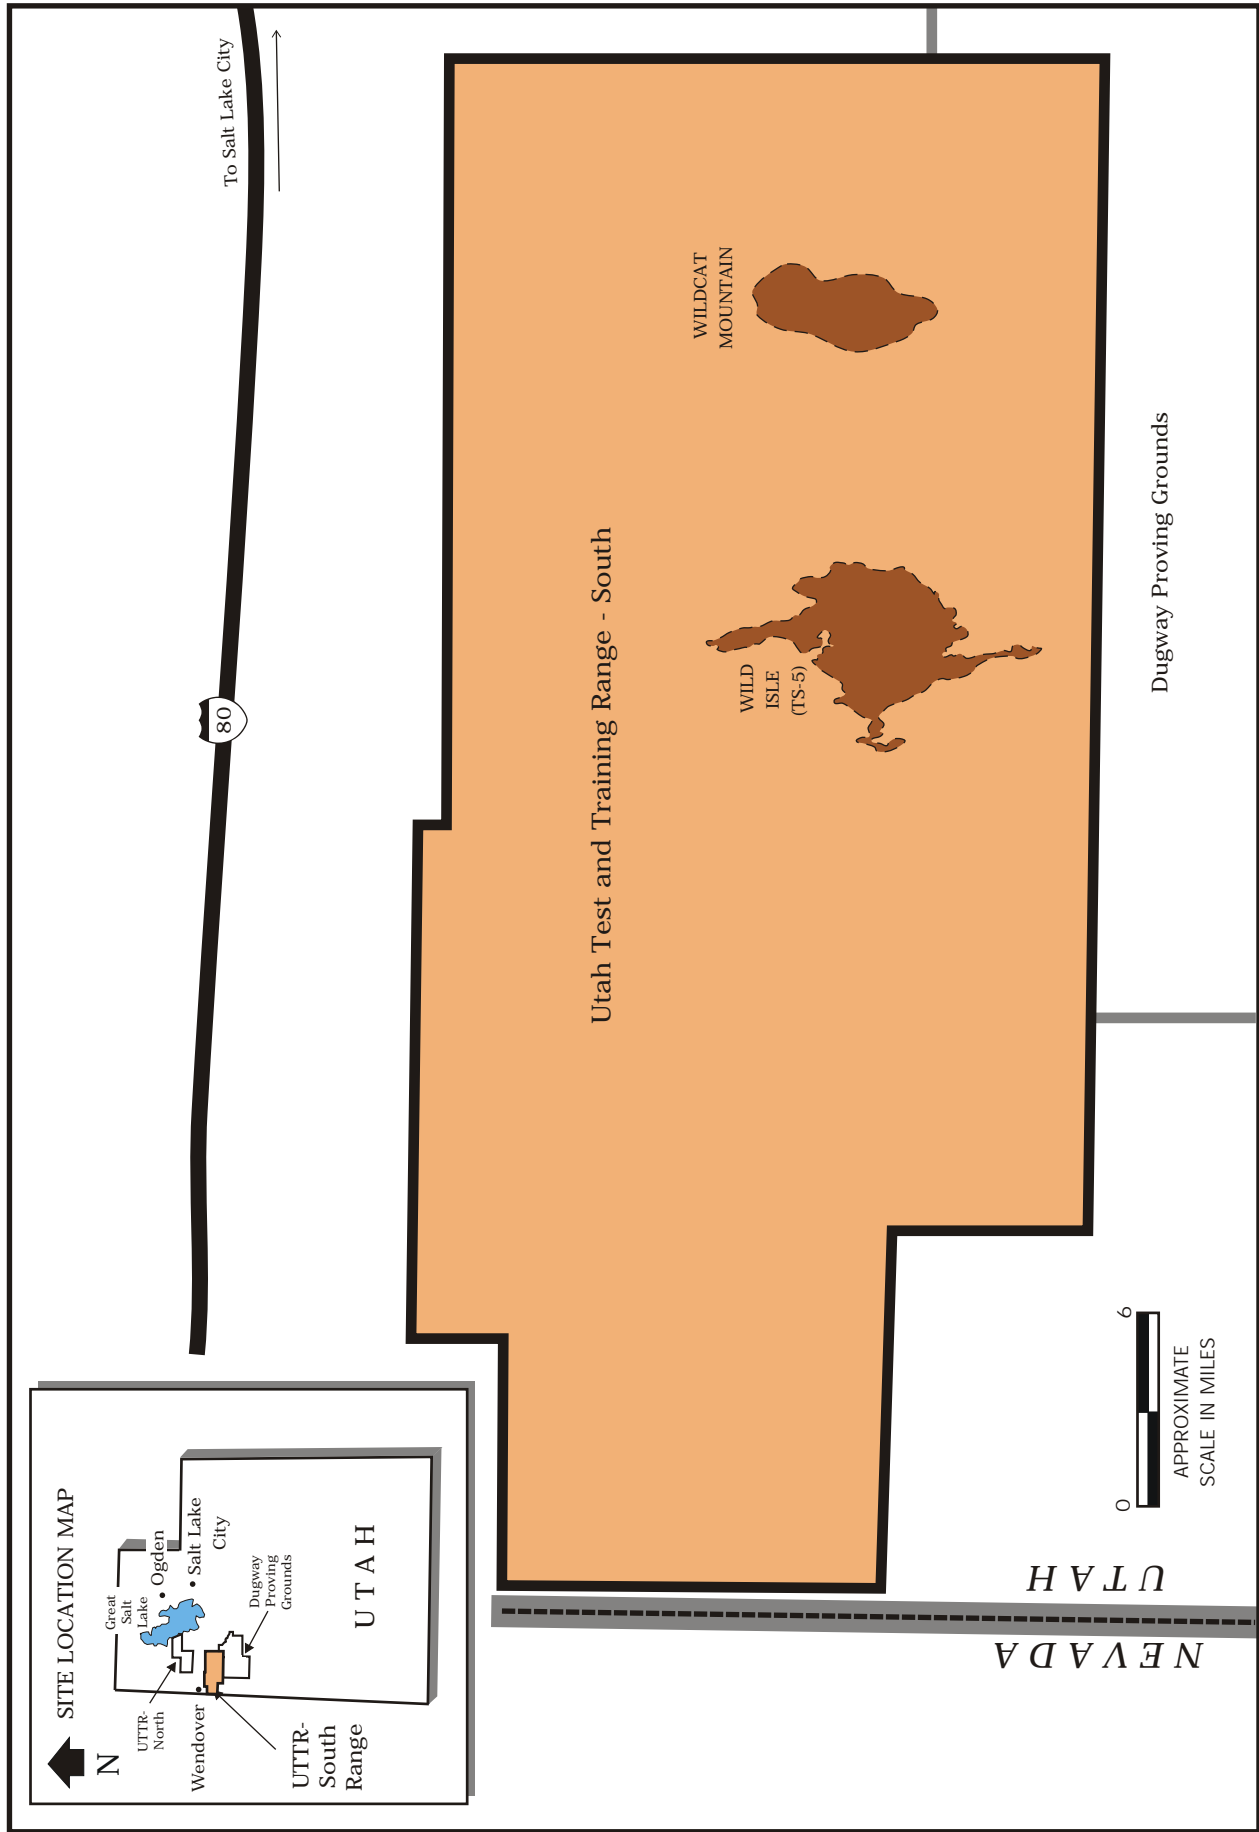 SITE LOCATION MAP
N
Great
Salt
Lake
Ogden
Salt Lake
City
UTTR-
North
Wendover
Dugway
Proving
Grounds
UTTR-
South
Range
UTAH
To Salt Lake City
80
Utah Test and Training Range - South
WILDCAT
MOUNTAIN
WILD
ISLE
(TS-5)
Dugway Proving Grounds
NEVADA
UTAH
0 6
APPROXIMATE
SCALE IN MILES